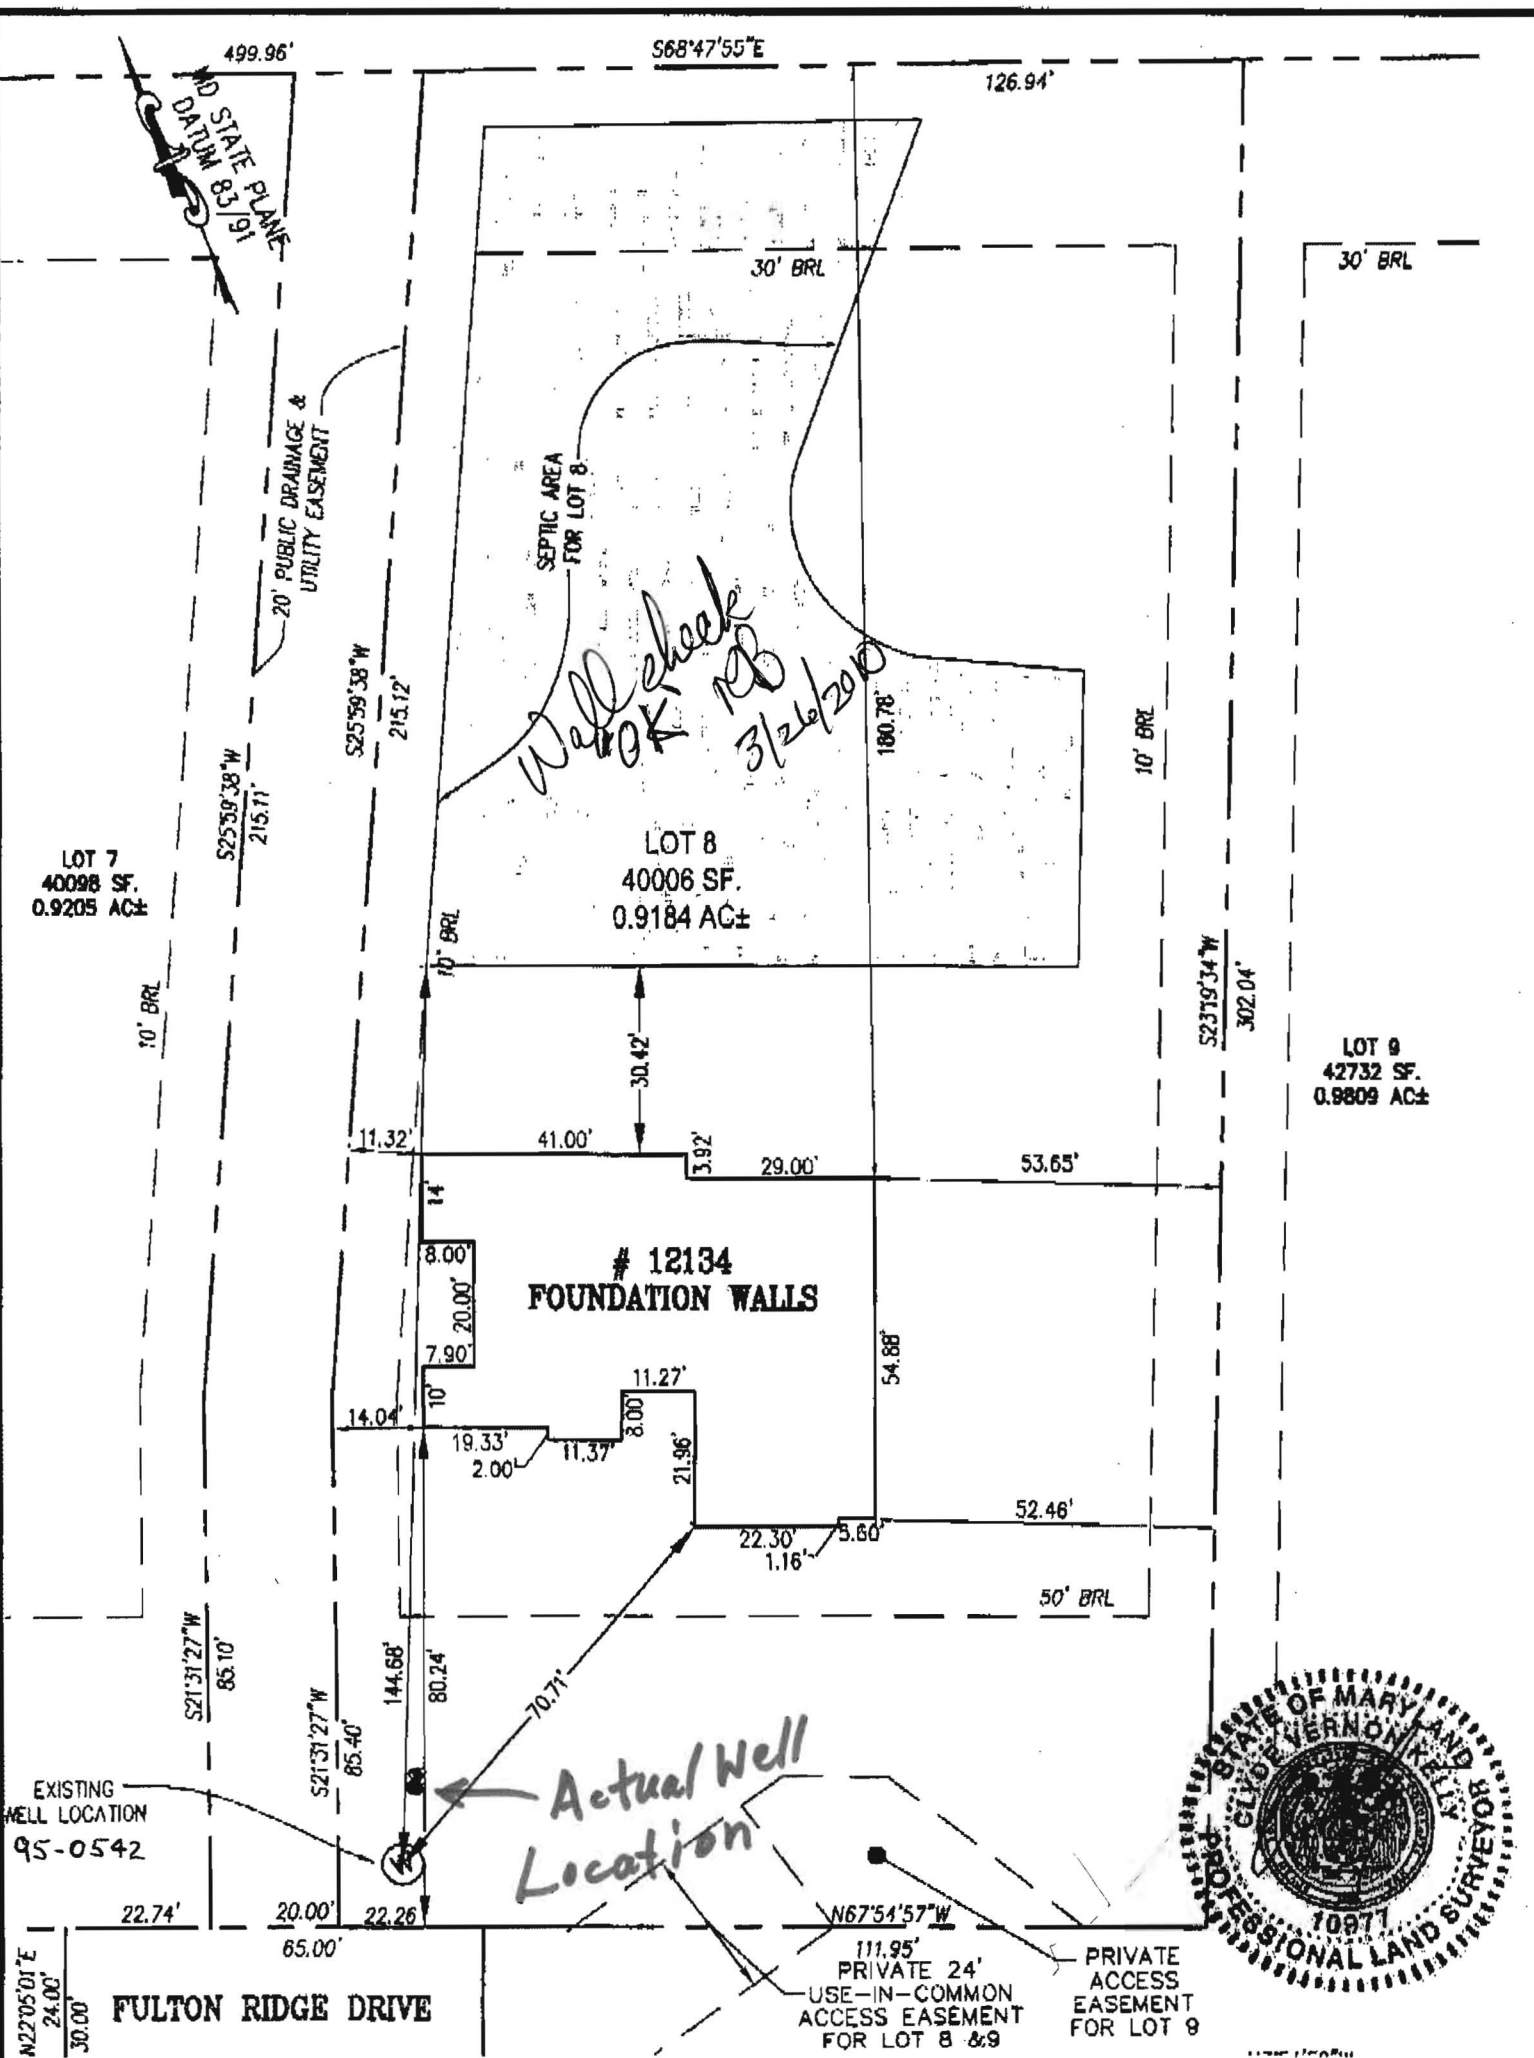 499.96'
S68°47'55"E
126.94'
MD STATE PLANE
DATUM 83/91
30' BRL
30' BRL
20' PUBLIC DRAINAGE &
UTILITY EASEMENT
SEPTIC AREA
FOR LOT 8
Wall check
OK
3/26/2010
180.78'
10' BRL
S25°59'38"W
215.12'
S25°59'38"W
215.11'
LOT 7
40098 SF.
0.9205 AC±
LOT 8
40006 SF.
0.9184 AC±
10' BRL
10' BRL
S23°19'34"W
302.04'
LOT 9
42732 SF.
0.9809 AC±
30.42'
11.32'
41.00'
3.92'
29.00'
53.65'
14'
8.00'
# 12134
FOUNDATION WALLS
20.00'
7.90'
54.88'
10'
11.27'
8.00'
14.04'
19.33'
2.00'
11.37'
21.96'
22.30'
5.60'
1.16'
52.46'
50' BRL
S21°31'27"W
85.10'
S21°31'27"W
85.40'
144.68'
80.24'
70.71'
Actual Well
Location
EXISTING
WELL LOCATION
95-0542
W
STATE OF MARYLAND
CLYDE VERNON KELLY
10977
PROFESSIONAL LAND SURVEYOR
22.74'
20.00'
22.26'
N67°54'57"W
65.00'
111.95'
N22°05'01"E
24.00'
30.00'
FULTON RIDGE DRIVE
PRIVATE 24'
USE-IN-COMMON
ACCESS EASEMENT
FOR LOT 8 &9
PRIVATE
ACCESS
EASEMENT
FOR LOT 9